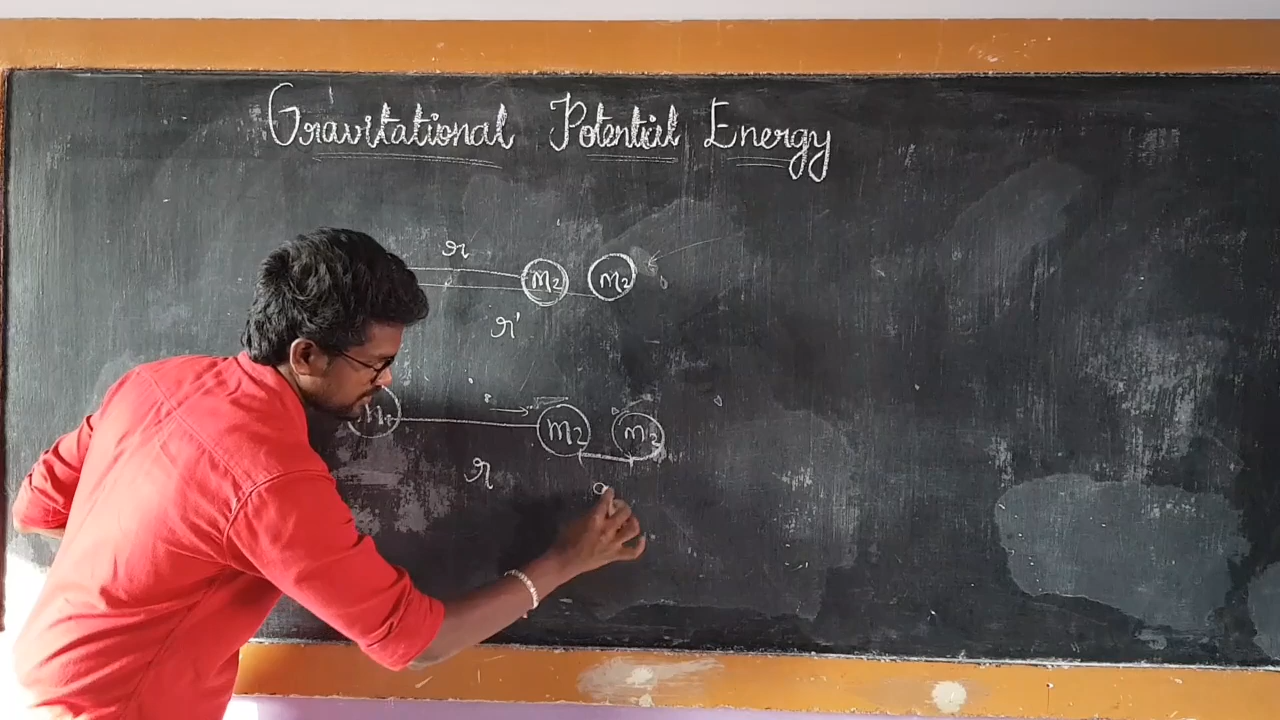 Gravitational Potential Energy
r
m2 m2
r'
m1 m2 m2
r